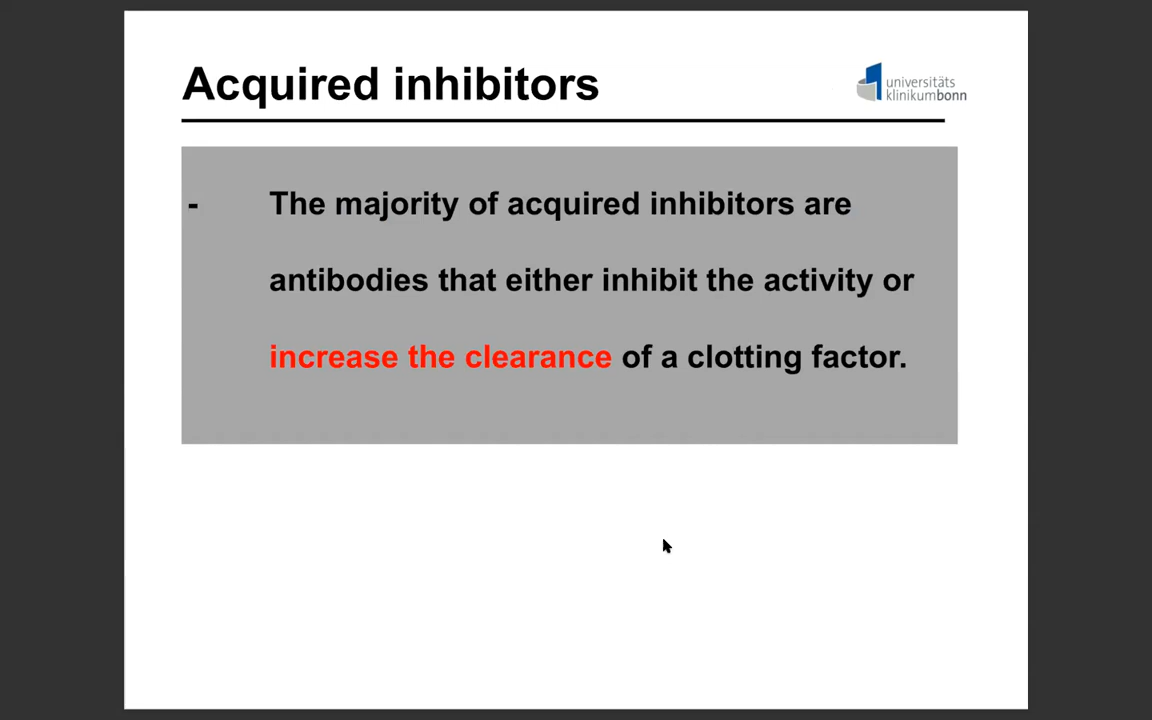 Acquired inhibitors
universitäts
klinikumbonn
- The majority of acquired inhibitors are
antibodies that either inhibit the activity or
increase the clearance of a clotting factor.